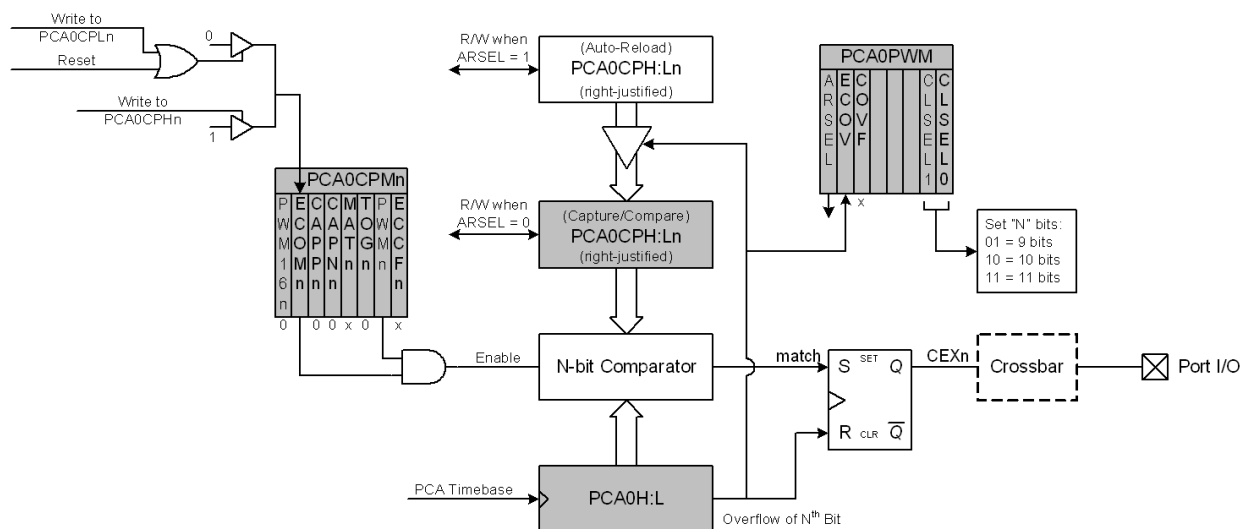 Write to
PCA0CPLn
Reset
0
Write to
PCA0CPHn
1
R/W when
ARSEL = 1
(Auto-Reload)
PCA0CPH:Ln
(right-justified)
PCA0PWM
ARSEL
ECOV
COVF
CLSEL1
CLSEL0
x
Set "N" bits:
01 = 9 bits
10 = 10 bits
11 = 11 bits
PCA0CPMn
PWM16n
ECOMn
CAPPn
CAPNn
MATn
TOGn
PWMn
ECCFn
0 0 0 x 0 x
R/W when
ARSEL = 0
(Capture/Compare)
PCA0CPH:Ln
(right-justified)
Enable
N-bit Comparator
match
S SET Q
R CLR Q̅
CEXn
Crossbar
Port I/O
PCA Timebase
PCA0H:L
Overflow of Nth Bit